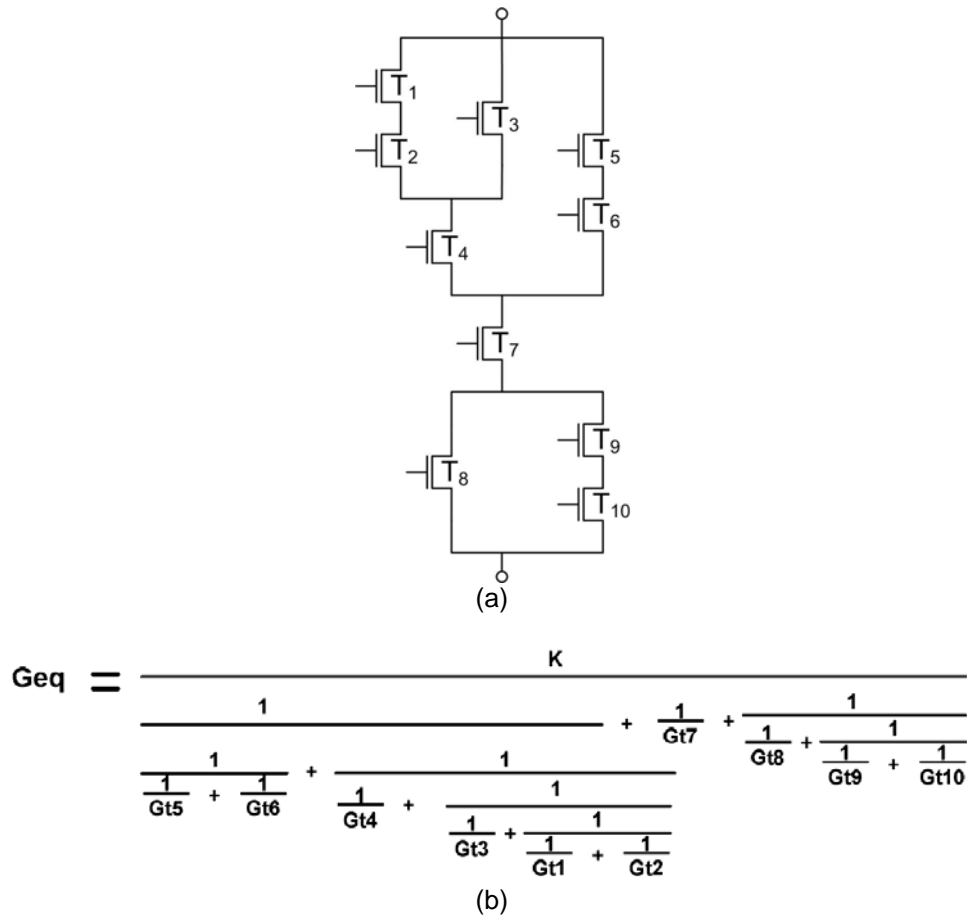 T1
T3
T2
T5
T6
T4
T7
T9
T8
T10
(a)
Geq = K
1 + 1/Gt7 + 1
1 + 1
1/Gt8 + 1
1/Gt5 + 1/Gt6
1/Gt4 + 1
1/Gt9 + 1/Gt10
1/Gt3 + 1
1/Gt1 + 1/Gt2
(b)